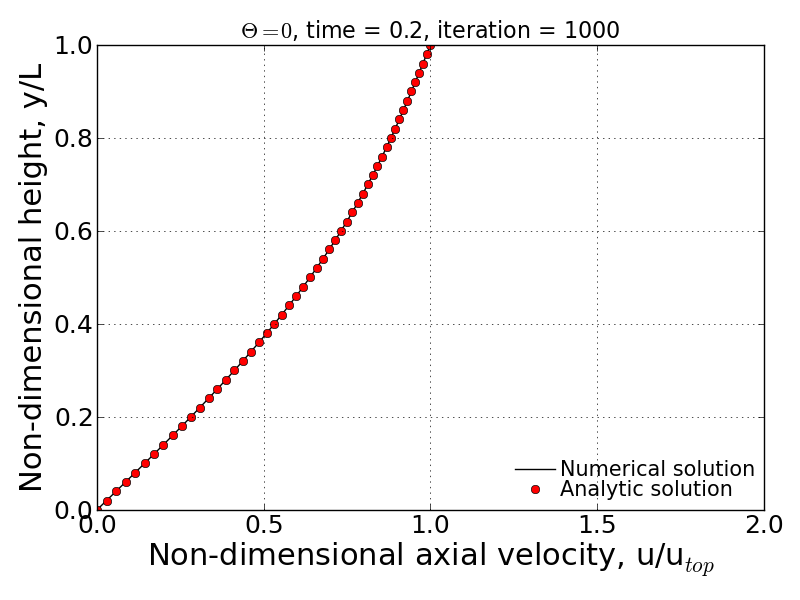 Θ = 0, time = 0.2, iteration = 1000
1.0
0.8
0.6
0.4
0.2
0.0
Non-dimensional height, y/L
Numerical solution
Analytic solution
0.0 0.5 1.0 1.5 2.0
Non-dimensional axial velocity, u/u_top